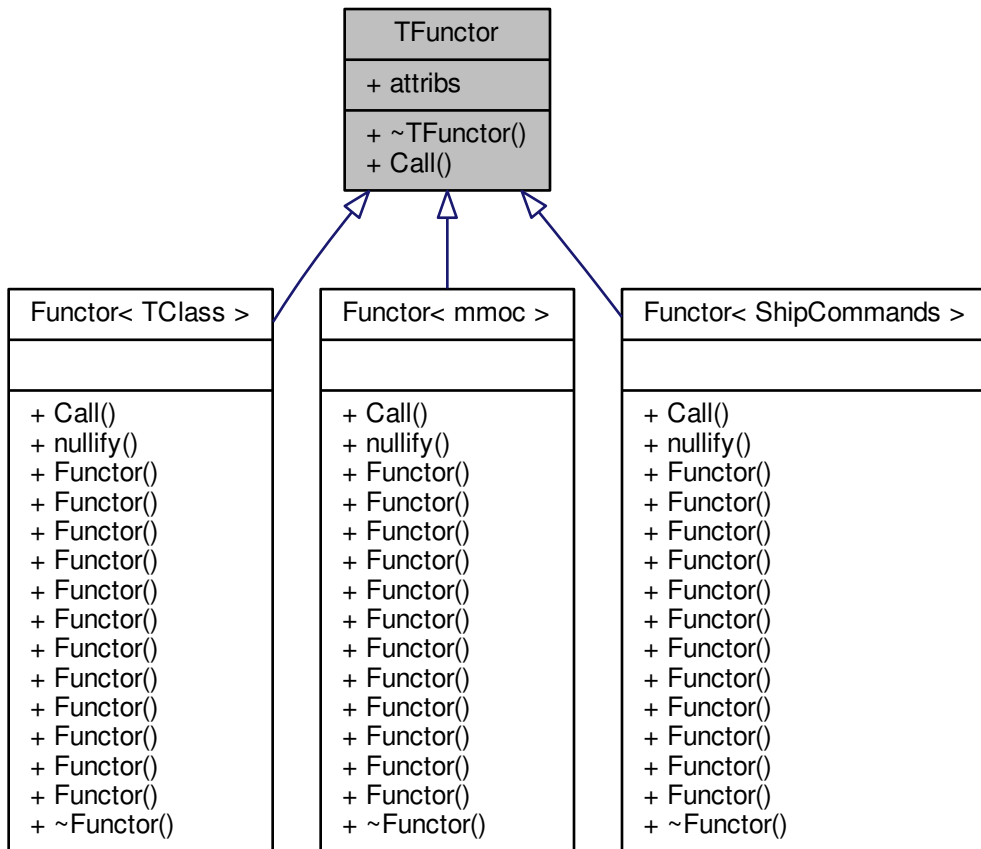 TFunctor
+ attribs
+ ~TFunctor()
+ Call()
Functor< TClass >
+ Call()
+ nullify()
+ Functor()
+ Functor()
+ Functor()
+ Functor()
+ Functor()
+ Functor()
+ Functor()
+ Functor()
+ Functor()
+ Functor()
+ Functor()
+ Functor()
+ ~Functor()
Functor< mmoc >
+ Call()
+ nullify()
+ Functor()
+ Functor()
+ Functor()
+ Functor()
+ Functor()
+ Functor()
+ Functor()
+ Functor()
+ Functor()
+ Functor()
+ Functor()
+ Functor()
+ ~Functor()
Functor< ShipCommands >
+ Call()
+ nullify()
+ Functor()
+ Functor()
+ Functor()
+ Functor()
+ Functor()
+ Functor()
+ Functor()
+ Functor()
+ Functor()
+ Functor()
+ Functor()
+ Functor()
+ ~Functor()